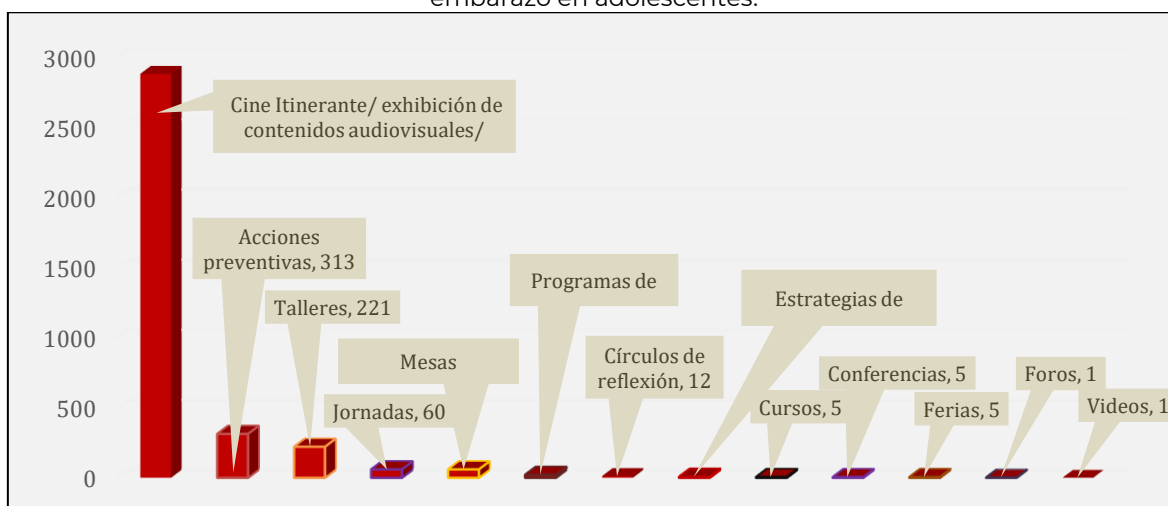 embarazo en adolescentes.
3000
2500
2000
1500
1000
500
0
Cine Itinerante/ exhibición de
contenidos audiovisuales/
Acciones
preventivas, 313
Talleres, 221
Jornadas, 60
Mesas
Programas de
Círculos de
reflexión, 12
Estrategias de
Cursos, 5
Conferencias, 5
Ferias, 5
Foros, 1
Videos, 1